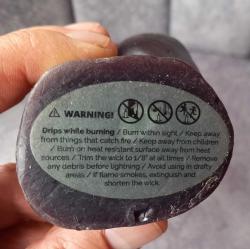 ⚠ WARNING!
Drips while burning / Burn within sight / Keep away
from things that catch fire / Keep away from children
/ Burn on heat resistant surface away from heat
sources / Trim the wick to 1/8" at all times / Remove
any debris before lightning / Avoid using in drafty
areas / If flame smokes, extinguish and
shorten the wick.